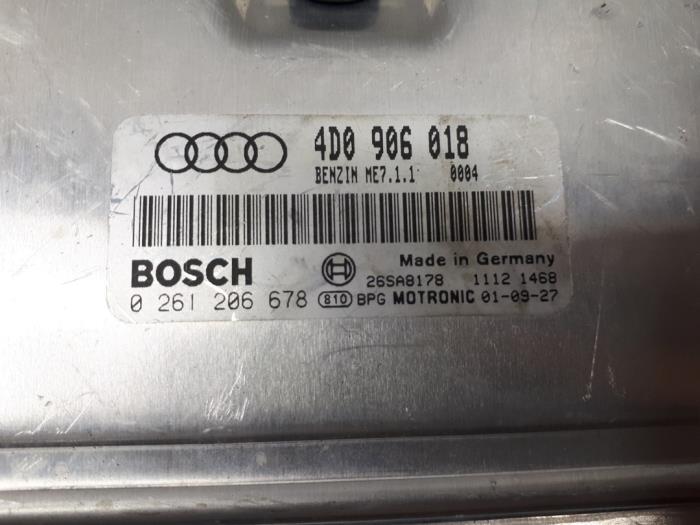 4D0 906 018
BENZIN ME7.1.1 0004
Made in Germany
BOSCH 26SA8178 1112 1468
0 261 206 678 810 BPG MOTRONIC 01-09-27